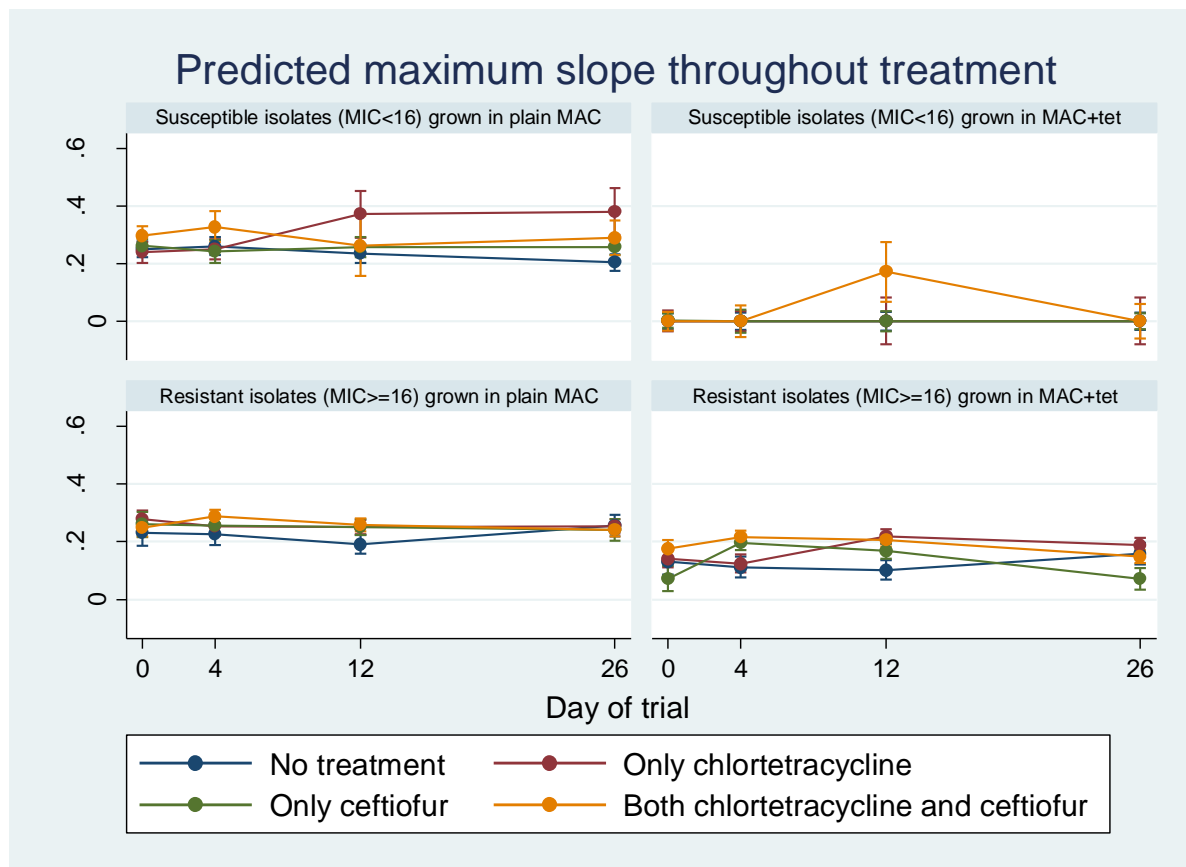 Predicted maximum slope throughout treatment
Susceptible isolates (MIC<16) grown in plain MAC
Susceptible isolates (MIC<16) grown in MAC+tet
.6
.4
.2
0
Resistant isolates (MIC>=16) grown in plain MAC
Resistant isolates (MIC>=16) grown in MAC+tet
.6
.4
.2
0
0 4 12 26
0 4 12 26
Day of trial
No treatment
Only chlortetracycline
Only ceftiofur
Both chlortetracycline and ceftiofur